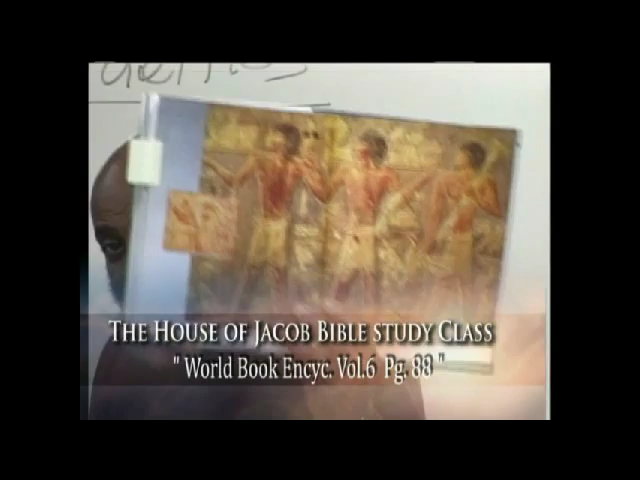 THE HOUSE OF JACOB BIBLE STUDY CLASS
" World Book Encyc. Vol.6 Pg. 88 "